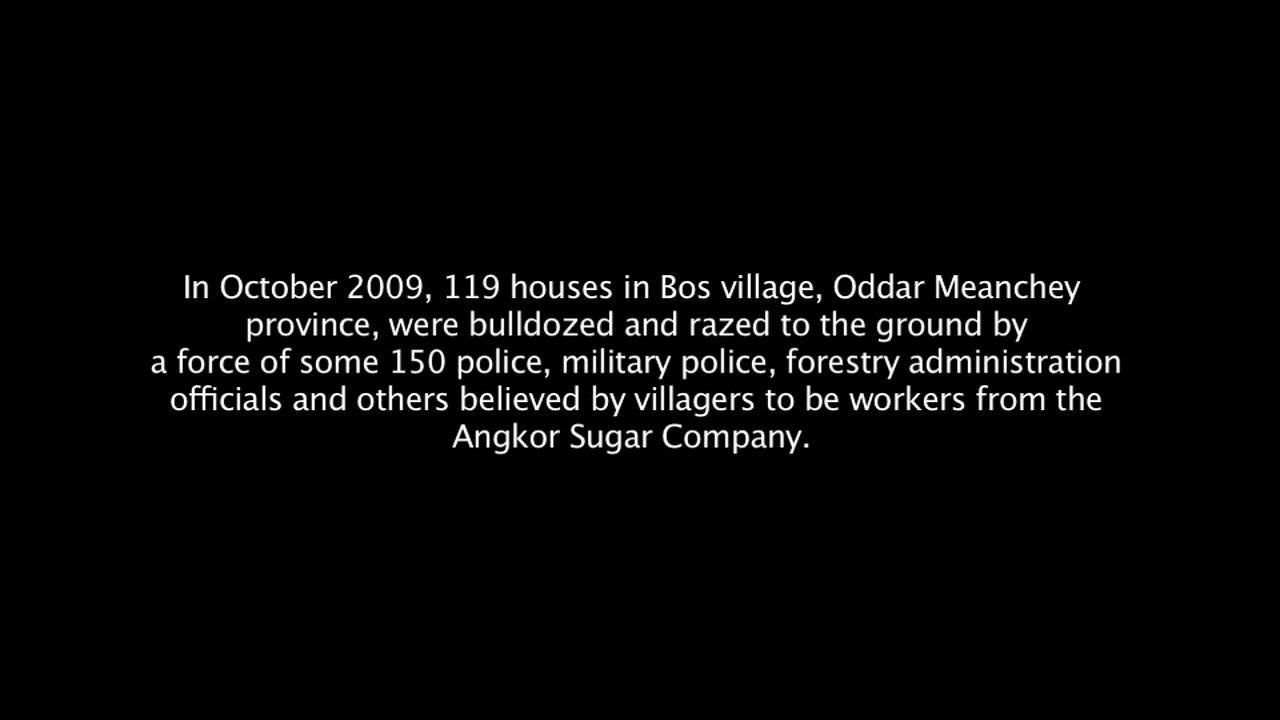 In October 2009, 119 houses in Bos village, Oddar Meanchey
province, were bulldozed and razed to the ground by
a force of some 150 police, military police, forestry administration
officials and others believed by villagers to be workers from the
Angkor Sugar Company.